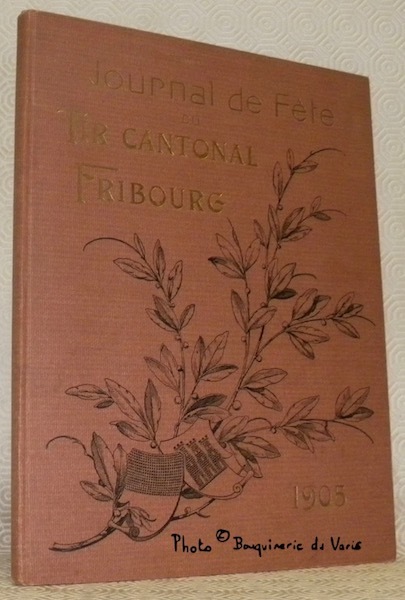 Journal de Fête
DU
TIR CANTONAL
FRIBOURG
1905
Photo © Bouquinerie du Varis